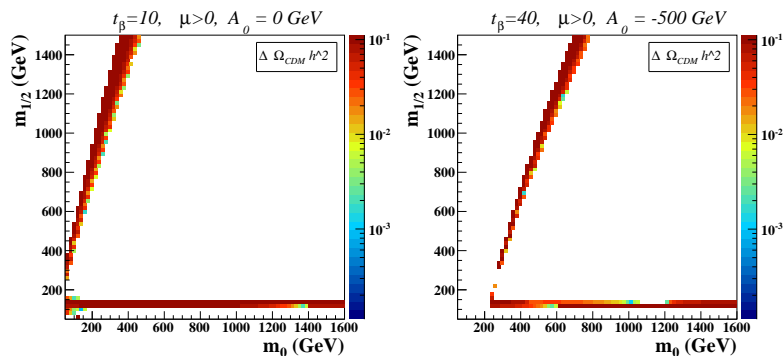 t_β=10, μ>0, A_0 = 0 GeV
m_1/2 (GeV)
1400
1200
1000
800
600
400
200
200 400 600 800 1000 1200 1400 1600
m_0 (GeV)
Δ Ω_CDM h^2
10^-1
10^-2
10^-3
t_β=40, μ>0, A_0 = -500 GeV
m_1/2 (GeV)
1400
1200
1000
800
600
400
200
200 400 600 800 1000 1200 1400 1600
m_0 (GeV)
Δ Ω_CDM h^2
10^-1
10^-2
10^-3